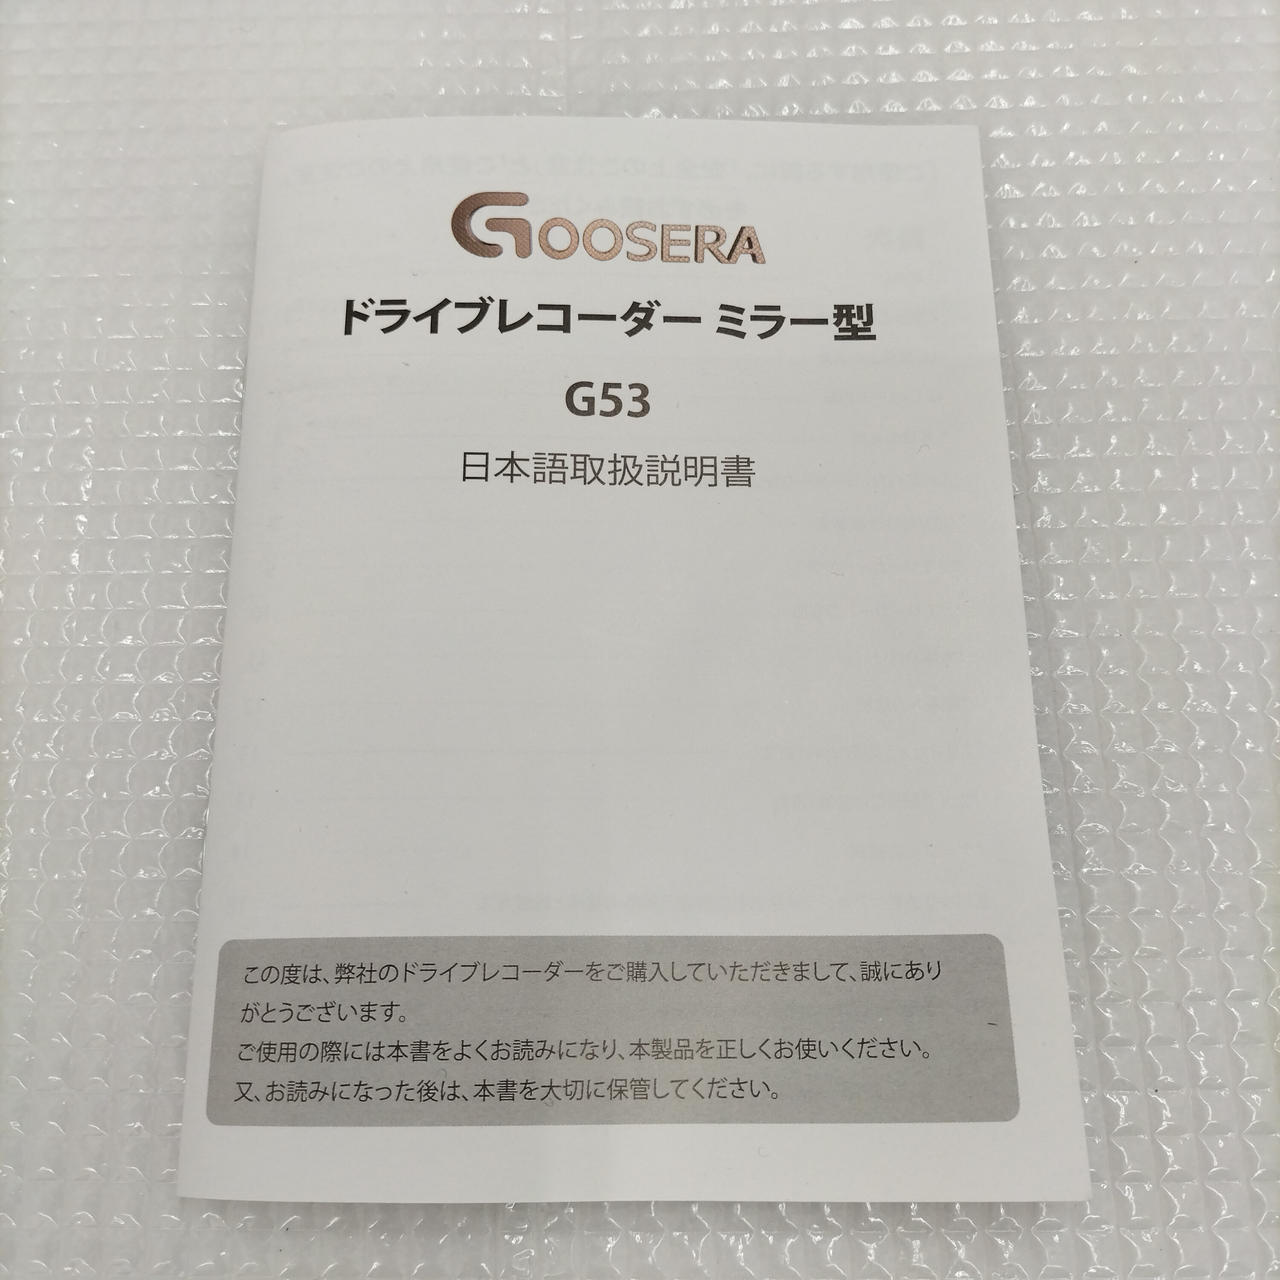 GOOSERA
ドライブレコーダー ミラー型
G53
日本語取扱説明書
この度は、弊社のドライブレコーダーをご購入していただきまして、誠にあり
がとうございます。
ご使用の際には本書をよくお読みになり、本製品を正しくお使いください。
又、お読みになった後は、本書を大切に保管してください。